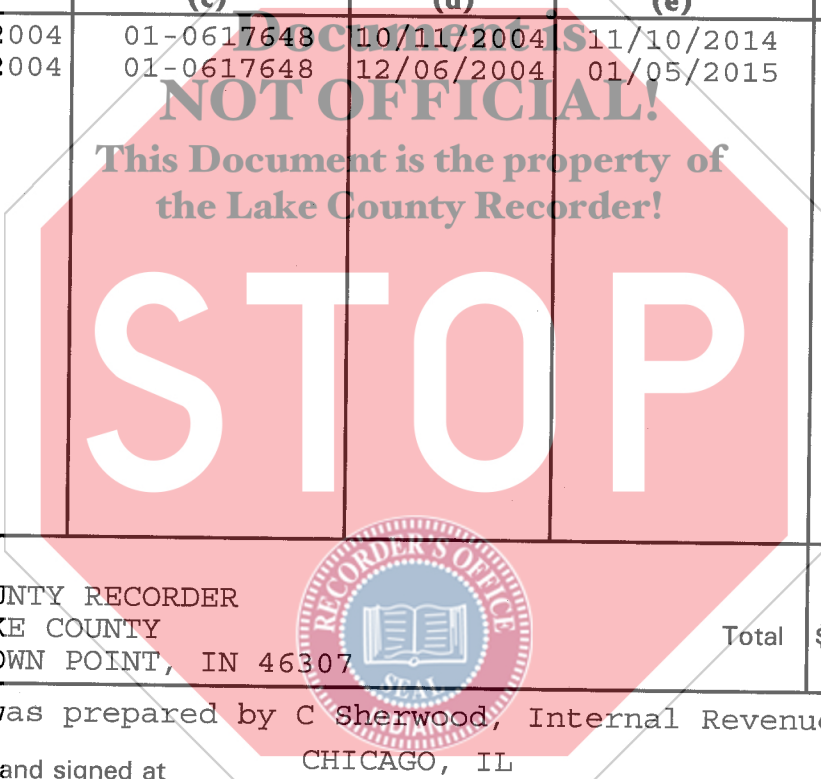 (c) (d) (e)
2004 01-0617648 10/11/2004 11/10/2014
2004 01-0617648 12/06/2004 01/05/2015
Document is
NOT OFFICIAL!
This Document is the property of
the Lake County Recorder!
STOP
RECORDER'S OFFICE
SEAL
INDIANA
UNTY RECORDER
KE COUNTY
OWN POINT, IN 46307
Total $
was prepared by C Sherwood, Internal Revenue
and signed at CHICAGO, IL